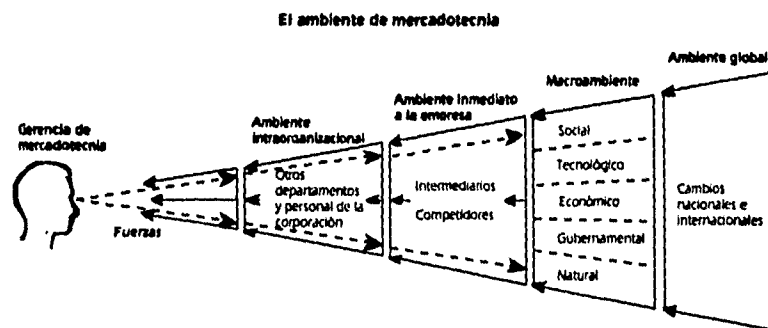 El ambiente de mercadotecnia
Ambiente global
Macroambiente
Ambiente inmediato
a la empresa
Ambiente
intraorganizacional
Gerencia de
mercadotecnia
Fuerzas
Otros
departamentos
y personal de la
corporación
Intermediarios
Competidores
Social
Tecnológico
Económico
Gubernamental
Natural
Cambios
nacionales e
internacionales